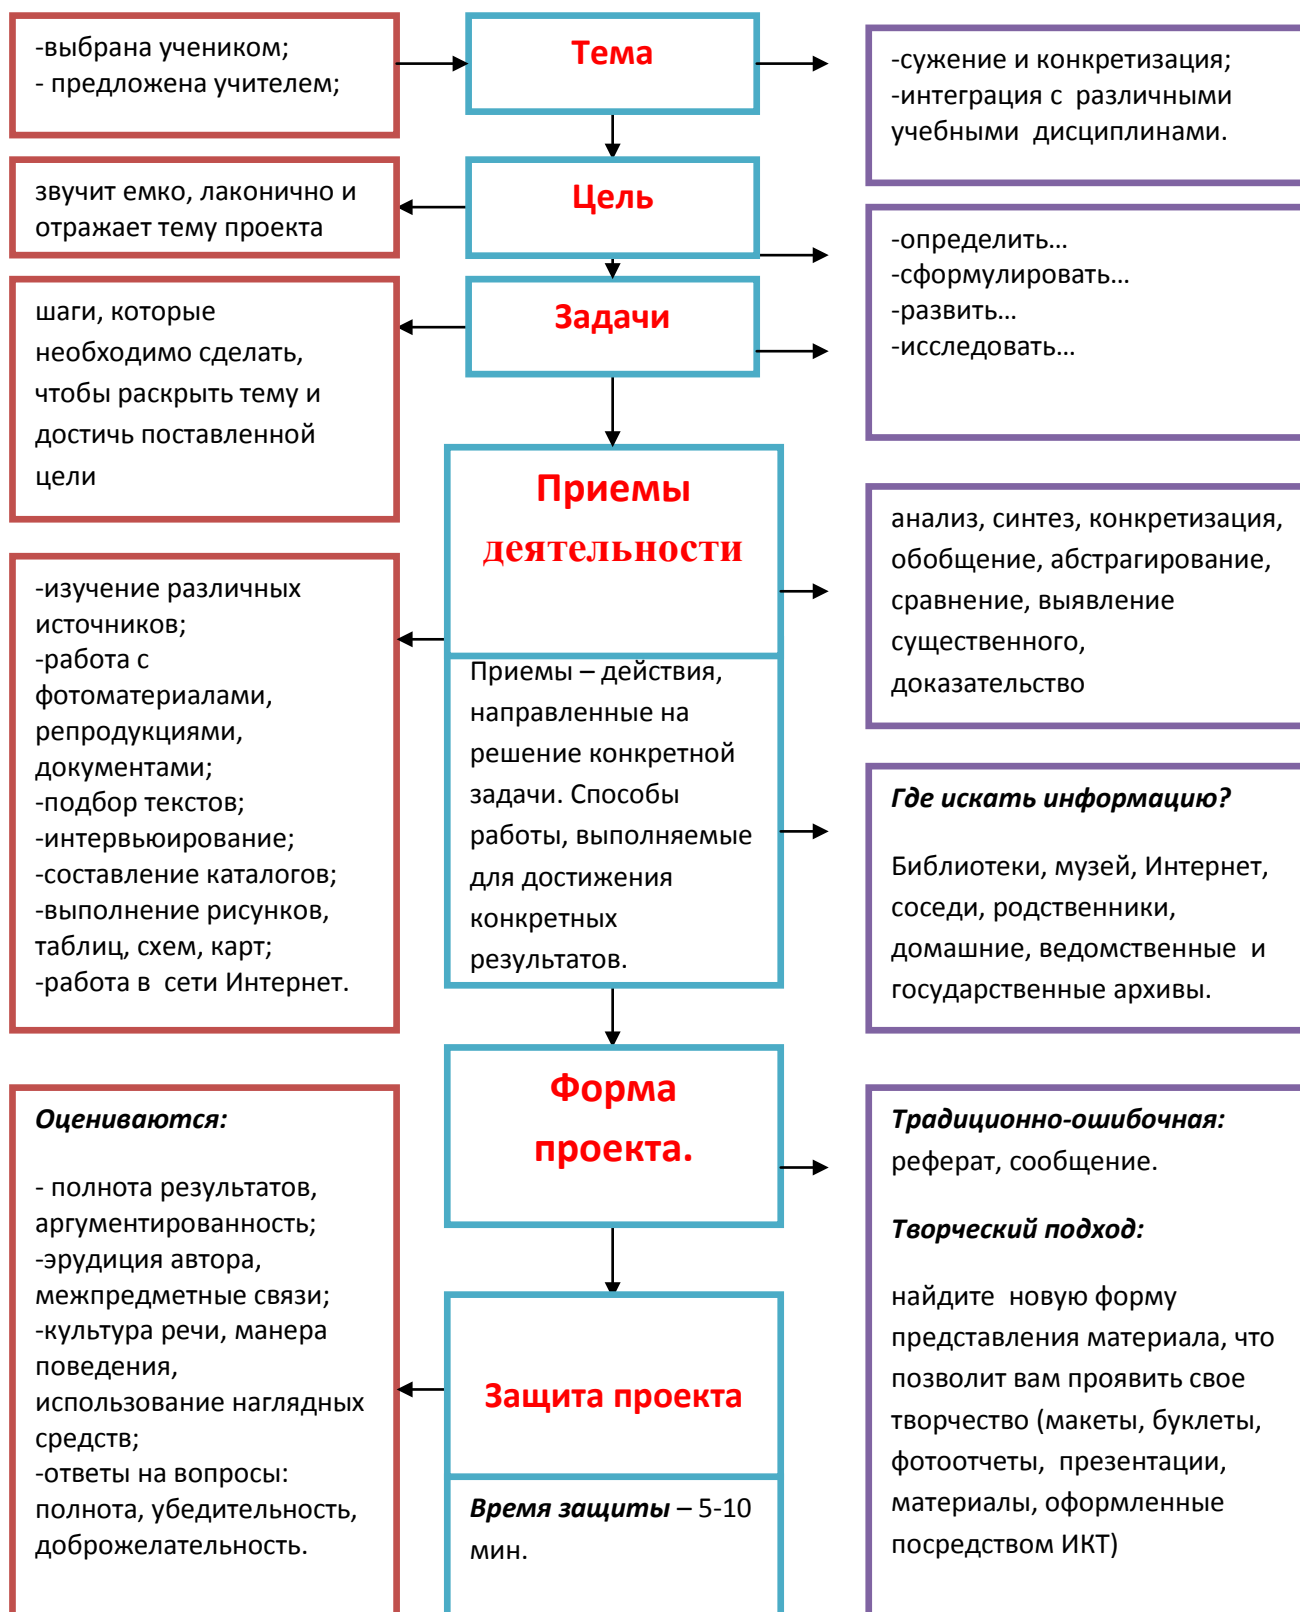 -выбрана учеником;
- предложена учителем;
Тема
-сужение и конкретизация;
-интеграция с различными
учебными дисциплинами.
звучит емко, лаконично и
отражает тему проекта
Цель
-определить...
-сформулировать...
-развить...
-исследовать...
шаги, которые
необходимо сделать,
чтобы раскрыть тему и
достичь поставленной
цели
Задачи
Приемы
деятельности
Приемы – действия,
направленные на
решение конкретной
задачи. Способы
работы, выполняемые
для достижения
конкретных
результатов.
анализ, синтез, конкретизация,
обобщение, абстрагирование,
сравнение, выявление
существенного,
доказательство
-изучение различных
источников;
-работа с
фотоматериалами,
репродукциями,
документами;
-подбор текстов;
-интервьюирование;
-составление каталогов;
-выполнение рисунков,
таблиц, схем, карт;
-работа в сети Интернет.
Где искать информацию?
Библиотеки, музей, Интернет,
соседи, родственники,
домашние, ведомственные и
государственные архивы.
Форма
проекта.
Традиционно-ошибочная:
реферат, сообщение.
Творческий подход:
найдите новую форму
представления материала, что
позволит вам проявить свое
творчество (макеты, буклеты,
фотоотчеты, презентации,
материалы, оформленные
посредством ИКТ)
Оцениваются:
- полнота результатов,
аргументированность;
-эрудиция автора,
межпредметные связи;
-культура речи, манера
поведения,
использование наглядных
средств;
-ответы на вопросы:
полнота, убедительность,
доброжелательность.
Защита проекта
Время защиты – 5-10
мин.